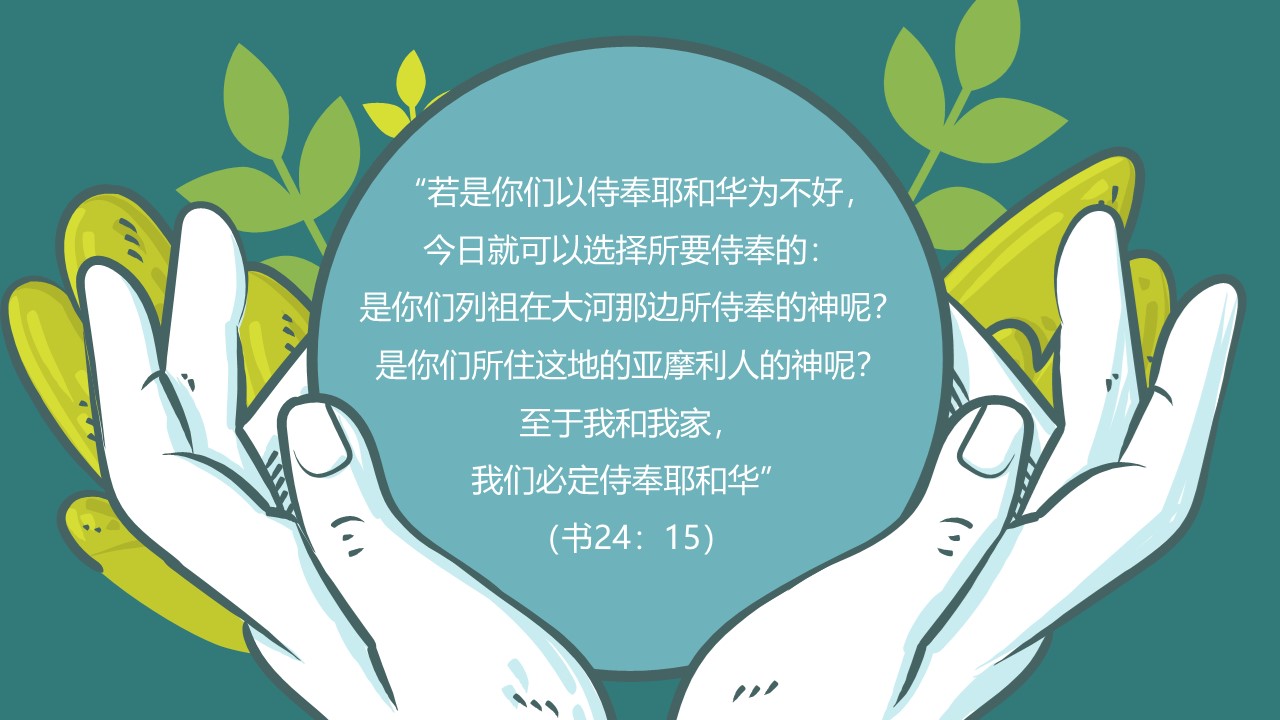 “若是你们以侍奉耶和华为不好，
今日就可以选择所要侍奉的：
是你们列祖在大河那边所侍奉的神呢？
是你们所住这地的亚摩利人的神呢？
至于我和我家，
我们必定侍奉耶和华”
（书24：15）